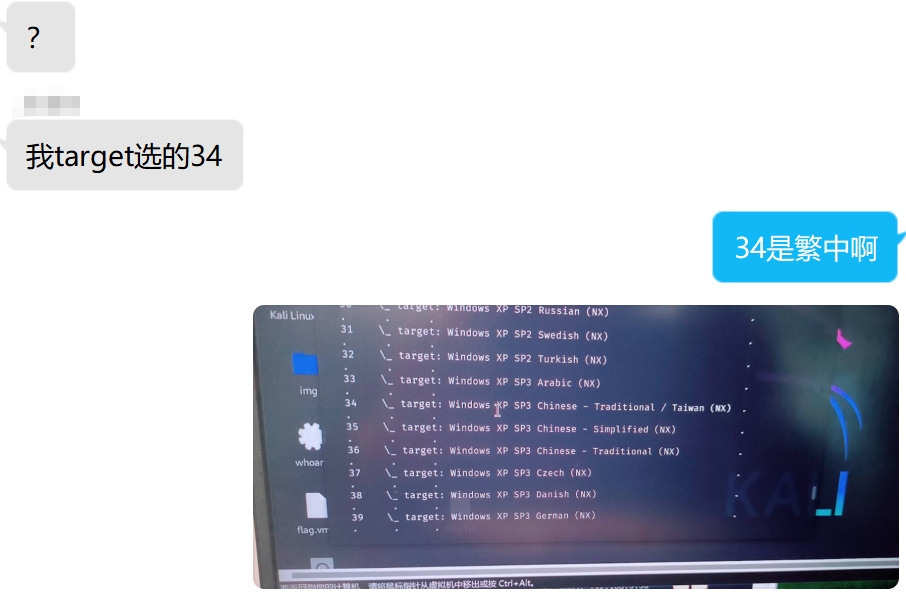 ?
我target选的34
34是繁中啊
Kali Linux
\_ target: Windows XP SP2 Russian (NX)
31 \_ target: Windows XP SP2 Swedish (NX)
32 \_ target: Windows XP SP2 Turkish (NX)
img
33 \_ target: Windows XP SP3 Arabic (NX)
34 \_ target: Windows XP SP3 Chinese - Traditional / Taiwan (NX)
35 \_ target: Windows XP SP3 Chinese - Simplified (NX)
36 \_ target: Windows XP SP3 Chinese - Traditional (NX)
whoar
37 \_ target: Windows XP SP3 Czech (NX)
38 \_ target: Windows XP SP3 Danish (NX)
KALI
39 \_ target: Windows XP SP3 German (NX)
flag.vm
请将鼠标指针从虚拟机中移出或按 Ctrl+Alt。